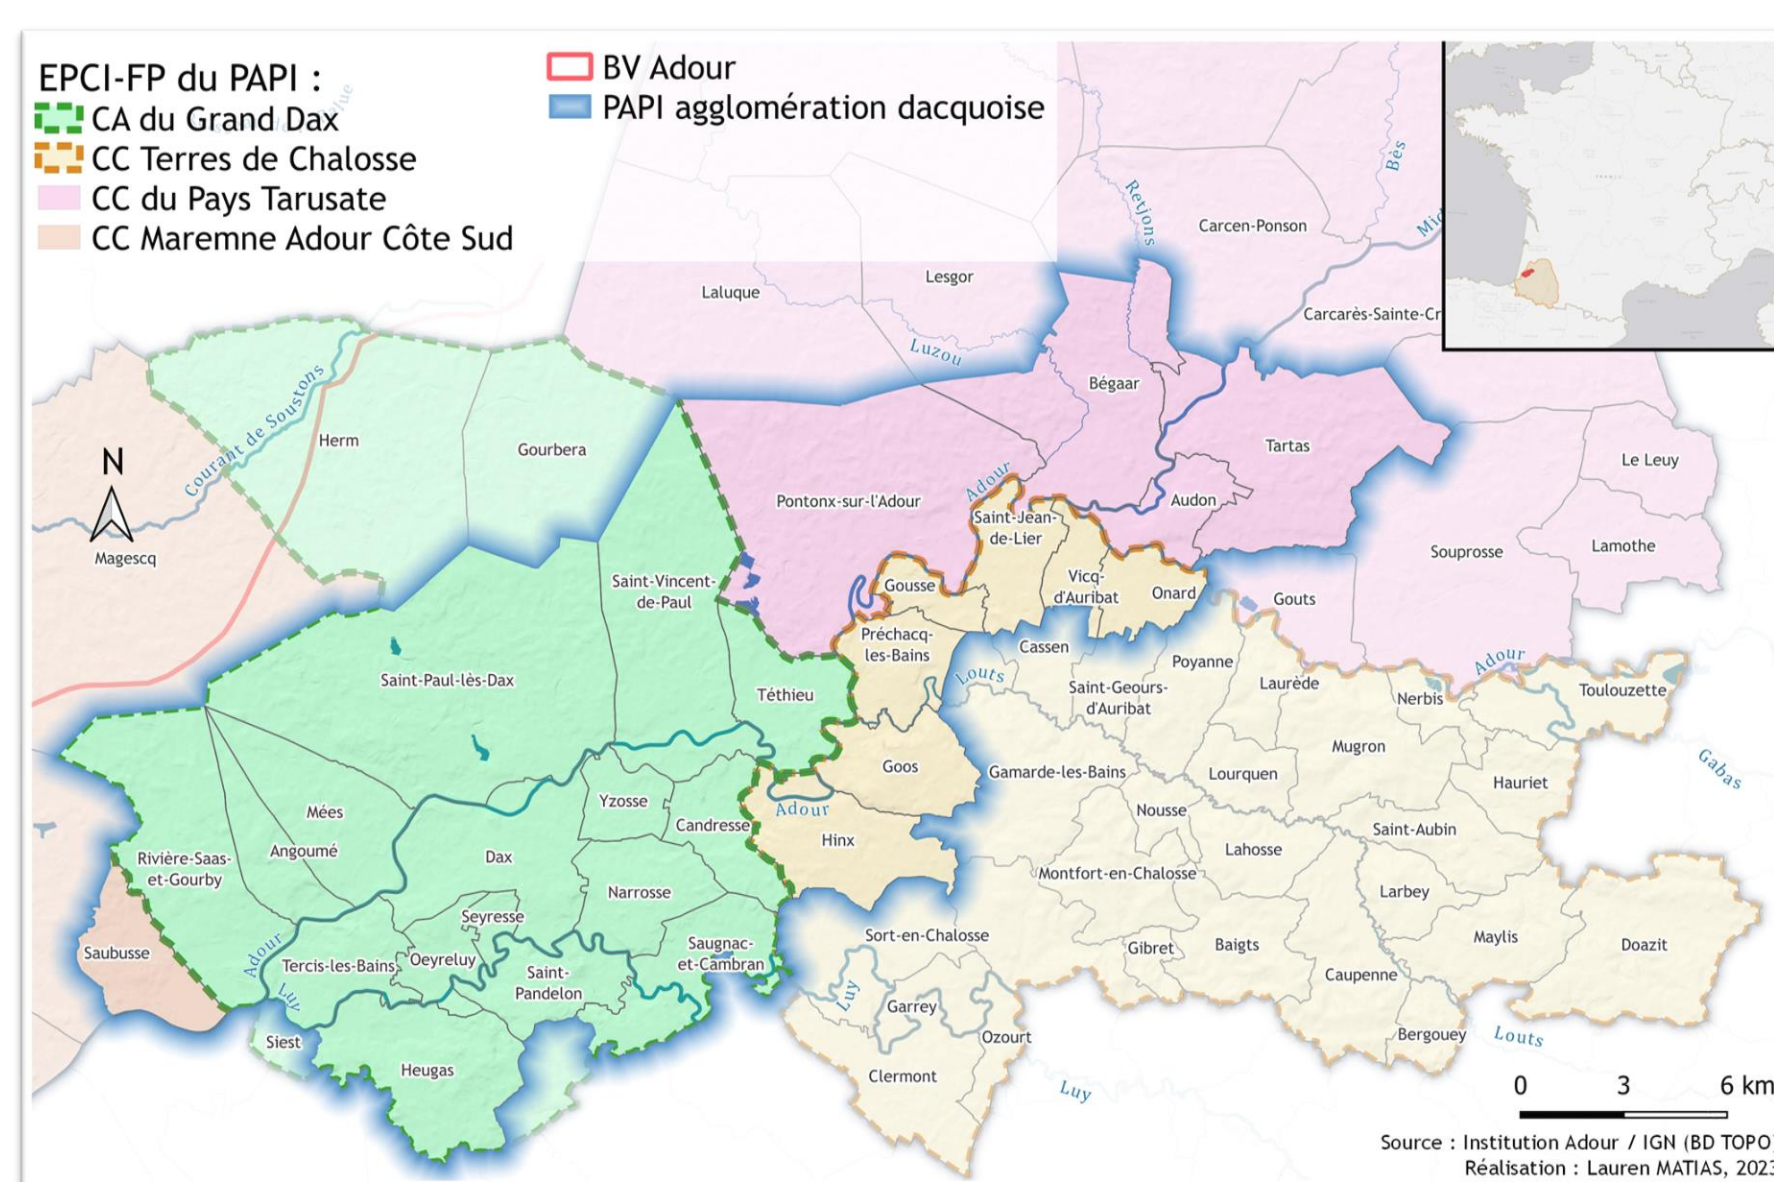 EPCI-FP du PAPI :
CA du Grand Dax
CC Terres de Chalosse
CC du Pays Tarusate
CC Maremne Adour Côte Sud
BV Adour
PAPI agglomération dacquoise
Bès
Retjons
Carcen-Ponson
Laluque
Lesgor
Carcarès-Sainte-Cr
Luzou
Bégaar
Courant de Soustons
Herm
Gourbera
Tartas
Le Leuy
N
Magescq
Pontonx-sur-l'Adour
Adour
Audon
Saint-Jean-
de-Lier
Souprosse
Lamothe
Saint-Vincent-
de-Paul
Gousse
Vicq-
d'Auribat
Onard
Gouts
Préchacq-
les-Bains
Cassen
Poyanne
Adour
Saint-Paul-lès-Dax
Téthieu
Louts
Saint-Geours-
d'Auribat
Laurède
Nerbis
Toulouzette
Mugron
Gabas
Goos
Gamarde-les-Bains
Lourquen
Hauriet
Yzosse
Adour
Nousse
Mées
Candresse
Hinx
Saint-Aubin
Angoumé
Dax
Lahosse
Rivière-Saas-
et-Gourby
Narrosse
Montfort-en-Chalosse
Larbey
Seyresse
Saubusse
Adour
Tercis-les-Bains
Oeyreluy
Saugnac-
et-Cambran
Sort-en-Chalosse
Gibret
Baigts
Maylis
Doazit
Saint-
Pandelon
Caupenne
Luy
Luy
Garrey
Siest
Ozourt
Bergouey
Louts
Heugas
Clermont
Luy
0 3 6 km
Source : Institution Adour / IGN (BD TOPO)
Réalisation : Lauren MATIAS, 2023